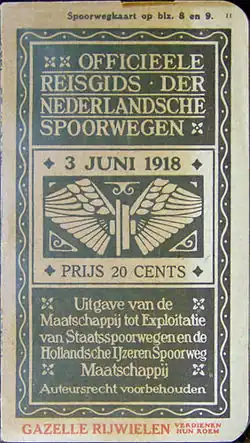 Spoorwegkaart op blz. 8 en 9.
OFFICIEELE
REISGIDS · DER
NEDERLANDSCHE
SPOORWEGEN
3 JUNI 1918
PRIJS 20 CENTS
Uitgave van de
Maatschappij tot Exploitatie
van Staatsspoorwegen en de
Hollandsche IJzeren Spoorweg
Maatschappij
Auteursrecht voorbehouden
GAZELLE RIJWIELEN VERDIENEN
HUN ROEM